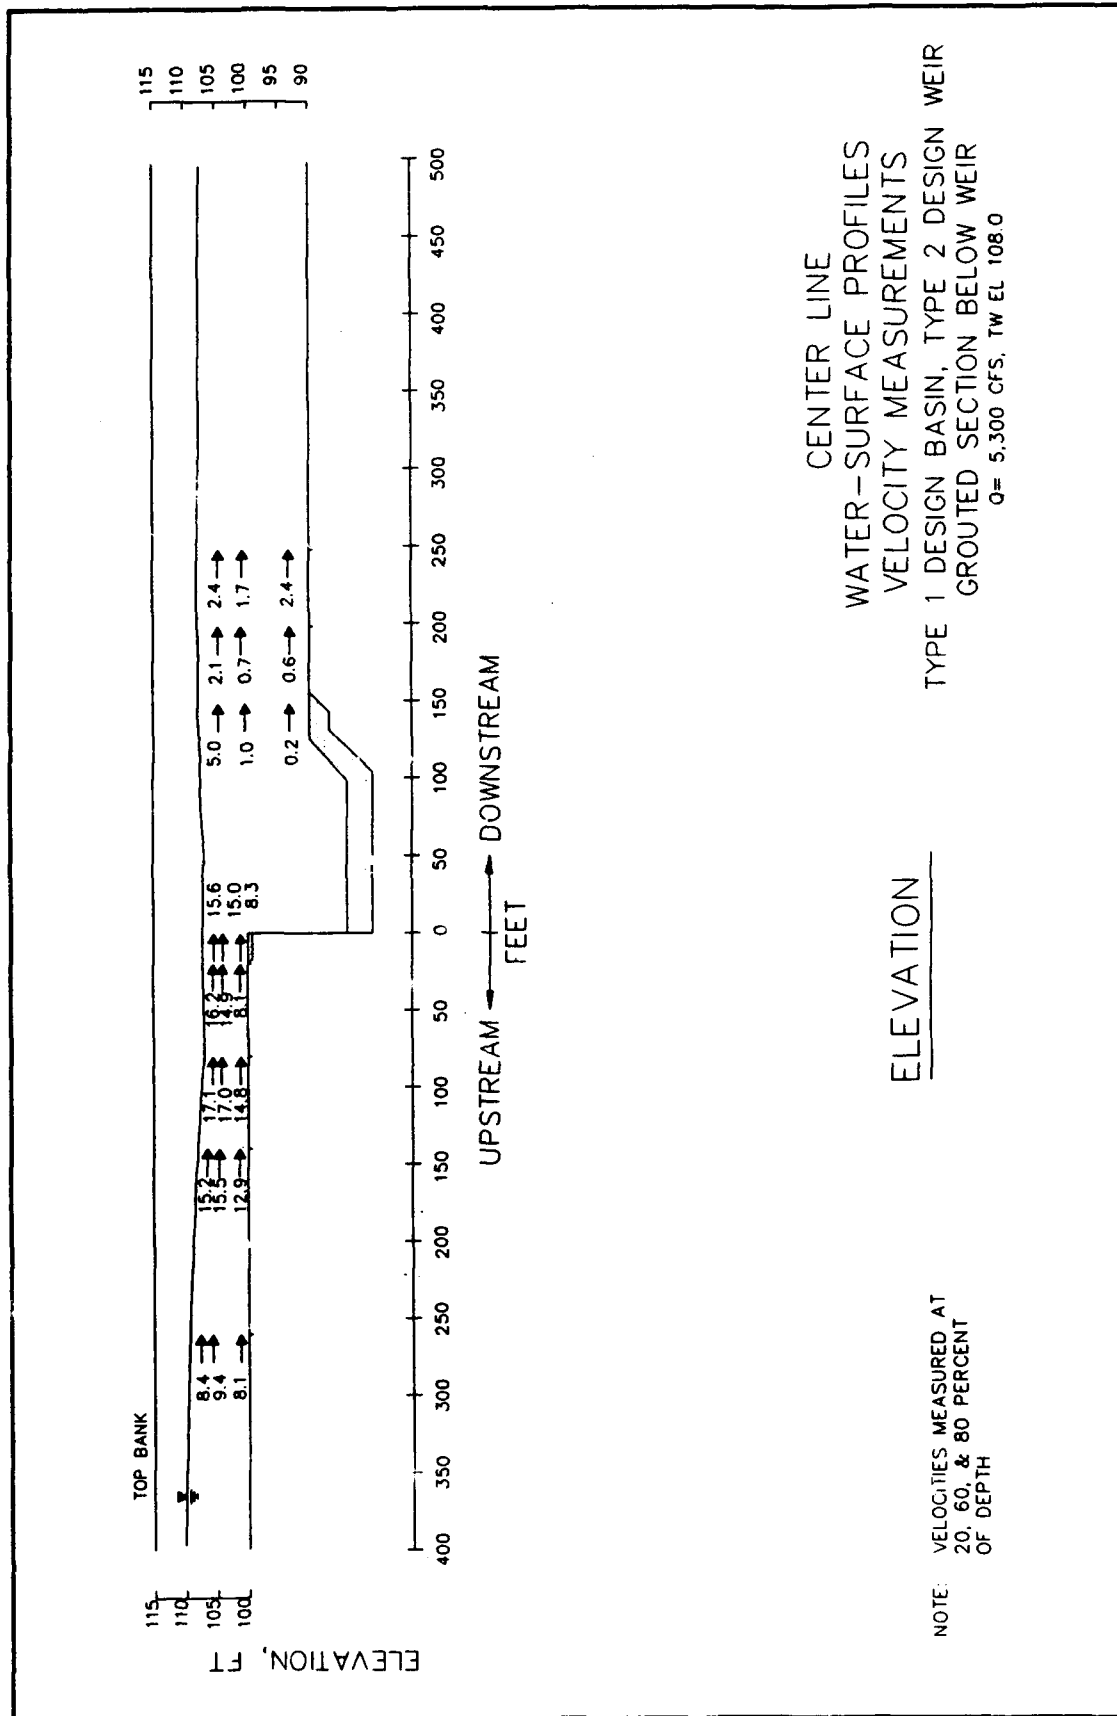 TOP BANK
115
110
105
100
ELEVATION, FT
115
110
105
100
95
90
8.4
9.4
8.1
15.2
15.5
12.9
17.1
17.0
14.8
16.2
14.9
8.1
15.6
15.0
8.3
5.0
1.0
0.2
2.1
0.7
0.6
2.4
1.7
2.4
400 350 300 250 200 150 100 50 0 50 100 150 200 250 300 350 400 450 500
UPSTREAM DOWNSTREAM
FEET
ELEVATION
NOTE: VELOCITIES MEASURED AT
20, 60, & 80 PERCENT
OF DEPTH
CENTER LINE
WATER-SURFACE PROFILES
VELOCITY MEASUREMENTS
TYPE 1 DESIGN BASIN, TYPE 2 DESIGN WEIR
GROUTED SECTION BELOW WEIR
Q= 5,300 CFS, TW EL 108.0